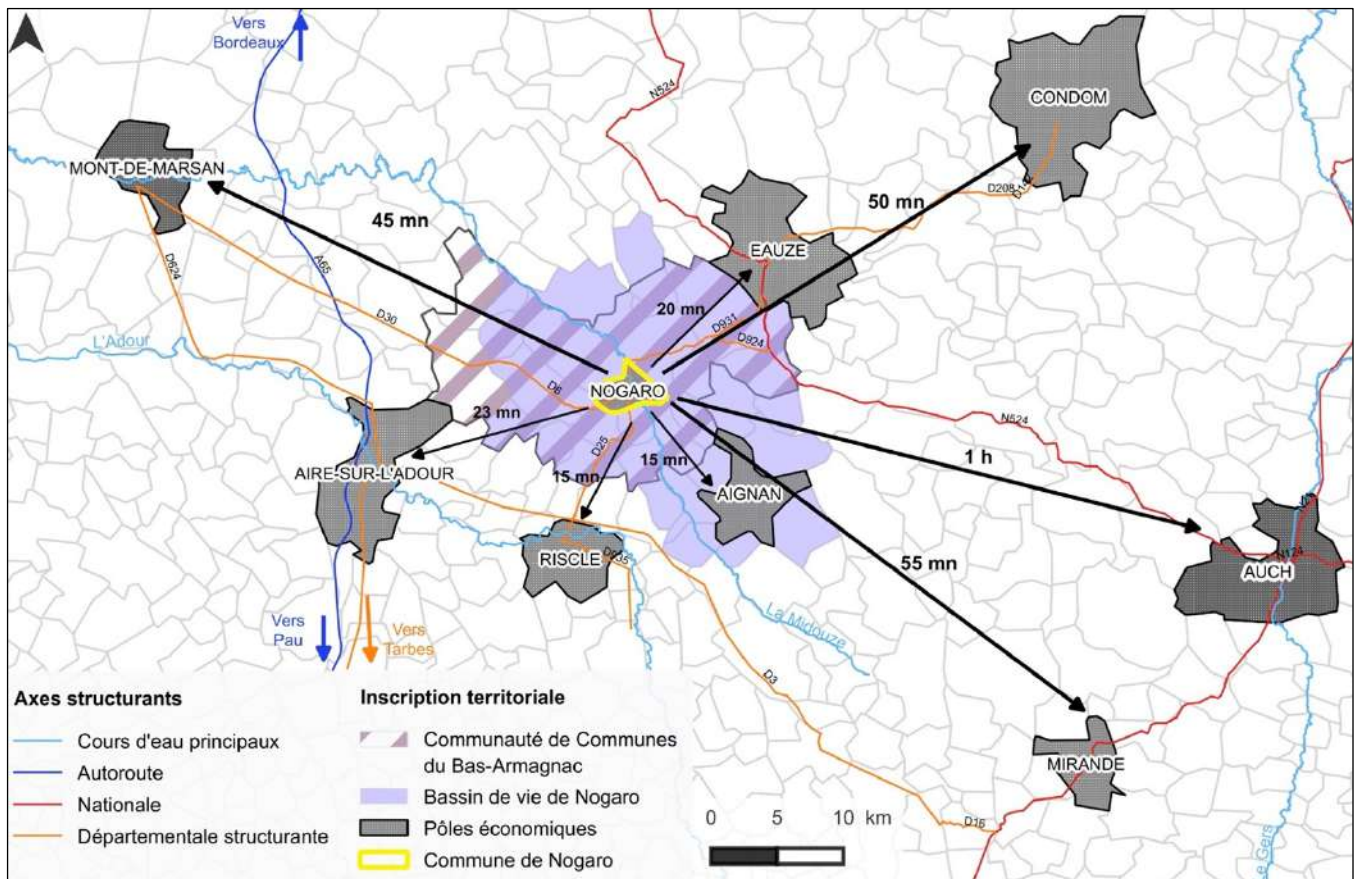 Vers
Bordeaux
N524
CONDOM
MONT-DE-MARSAN
D208
50 mn
45 mn
EAUZE
D624
A65
20 mn
D931
D924
L'Adour
D30
NOGARO
D6
N524
23 mn
D25
1 h
15 mn
15 mn
AIRE-SUR-L'ADOUR
AIGNAN
RISCLE
N124
AUCH
55 mn
Vers
Pau
Vers
Tarbes
La Midouze
D3
MIRANDE
D16
Le Gers
Axes structurants
Cours d'eau principaux
Autoroute
Nationale
Départementale structurante
Inscription territoriale
Communauté de Communes
du Bas-Armagnac
Bassin de vie de Nogaro
Pôles économiques
Commune de Nogaro
0 5 10 km